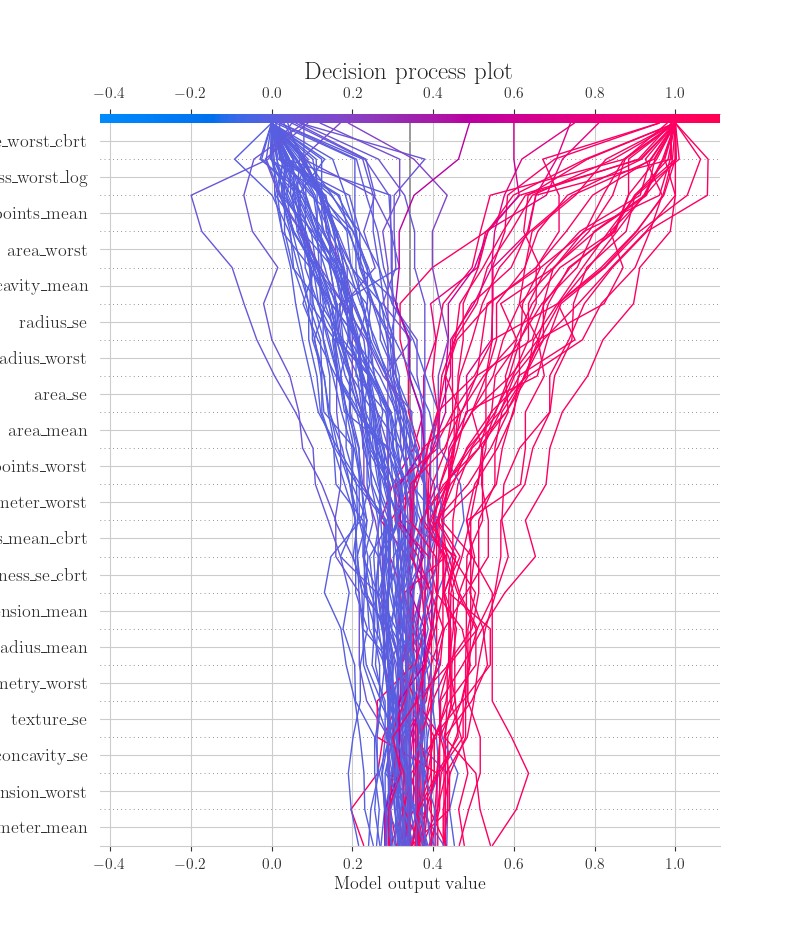 Decision process plot
−0.4 −0.2 0.0 0.2 0.4 0.6 0.8 1.0
e_worst_cbrt
ss_worst_log
points_mean
area_worst
cavity_mean
radius_se
adius_worst
area_se
area_mean
points_worst
meter_worst
s_mean_cbrt
ness_se_cbrt
ension_mean
adius_mean
metry_worst
texture_se
concavity_se
nsion_worst
meter_mean
−0.4 −0.2 0.0 0.2 0.4 0.6 0.8 1.0
Model output value